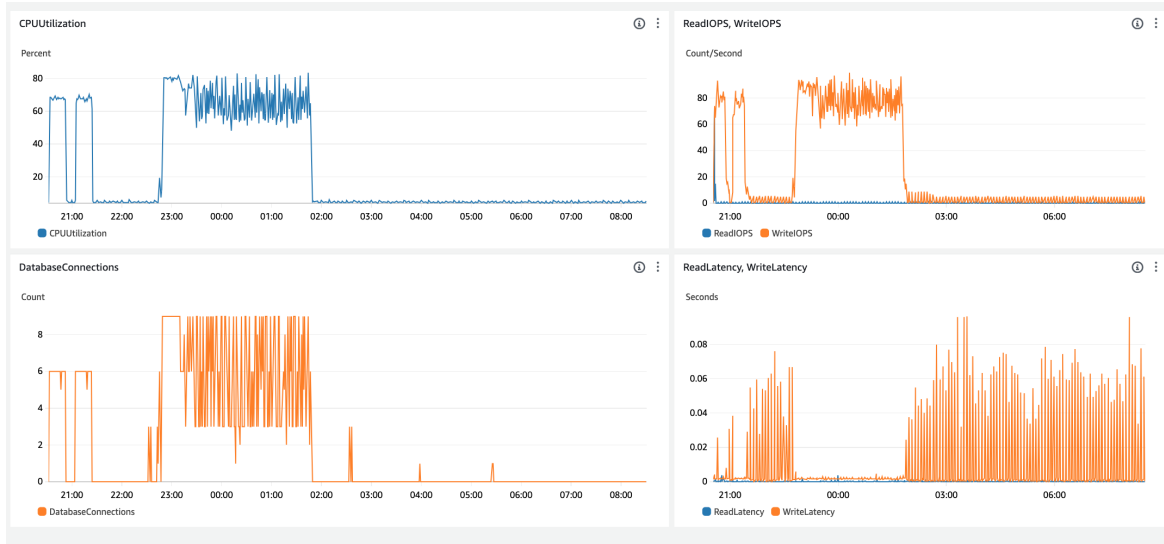 CPUUtilization
Percent
80
60
40
20
21:00 22:00 23:00 00:00 01:00 02:00 03:00 04:00 05:00 06:00 07:00 08:00
CPUUtilization
ReadIOPS, WriteIOPS
Count/Second
80
60
40
20
0
21:00 00:00 03:00 06:00
ReadIOPS WriteIOPS
DatabaseConnections
Count
8
6
4
2
0
21:00 22:00 23:00 00:00 01:00 02:00 03:00 04:00 05:00 06:00 07:00 08:00
DatabaseConnections
ReadLatency, WriteLatency
Seconds
0.08
0.06
0.04
0.02
0
21:00 00:00 03:00 06:00
ReadLatency WriteLatency